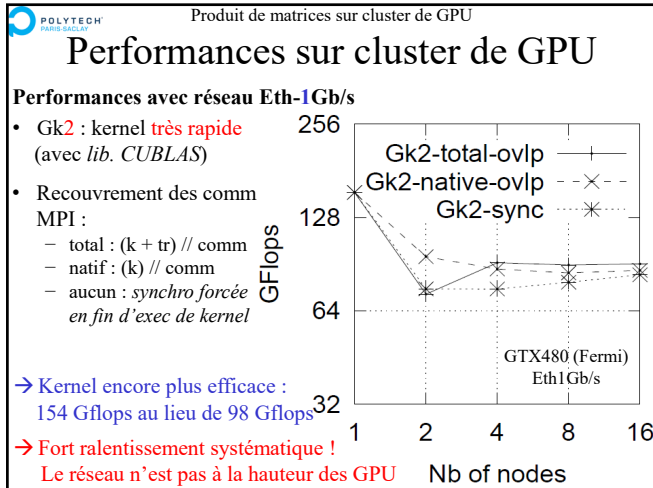 POLYTECH
PARIS-SACLAY
Produit de matrices sur cluster de GPU
Performances sur cluster de GPU
Performances avec réseau Eth-1Gb/s
• Gk2 : kernel très rapide
(avec lib. CUBLAS)
• Recouvrement des comm
MPI :
− total : (k + tr) // comm
− natif : (k) // comm
− aucun : synchro forcée
en fin d’exec de kernel
→ Kernel encore plus efficace :
154 Gflops au lieu de 98 Gflops
→ Fort ralentissement systématique !
Le réseau n’est pas à la hauteur des GPU
256
128
64
32
GFlops
Gk2-total-ovlp
Gk2-native-ovlp
Gk2-sync
GTX480 (Fermi)
Eth1Gb/s
1 2 4 8 16
Nb of nodes